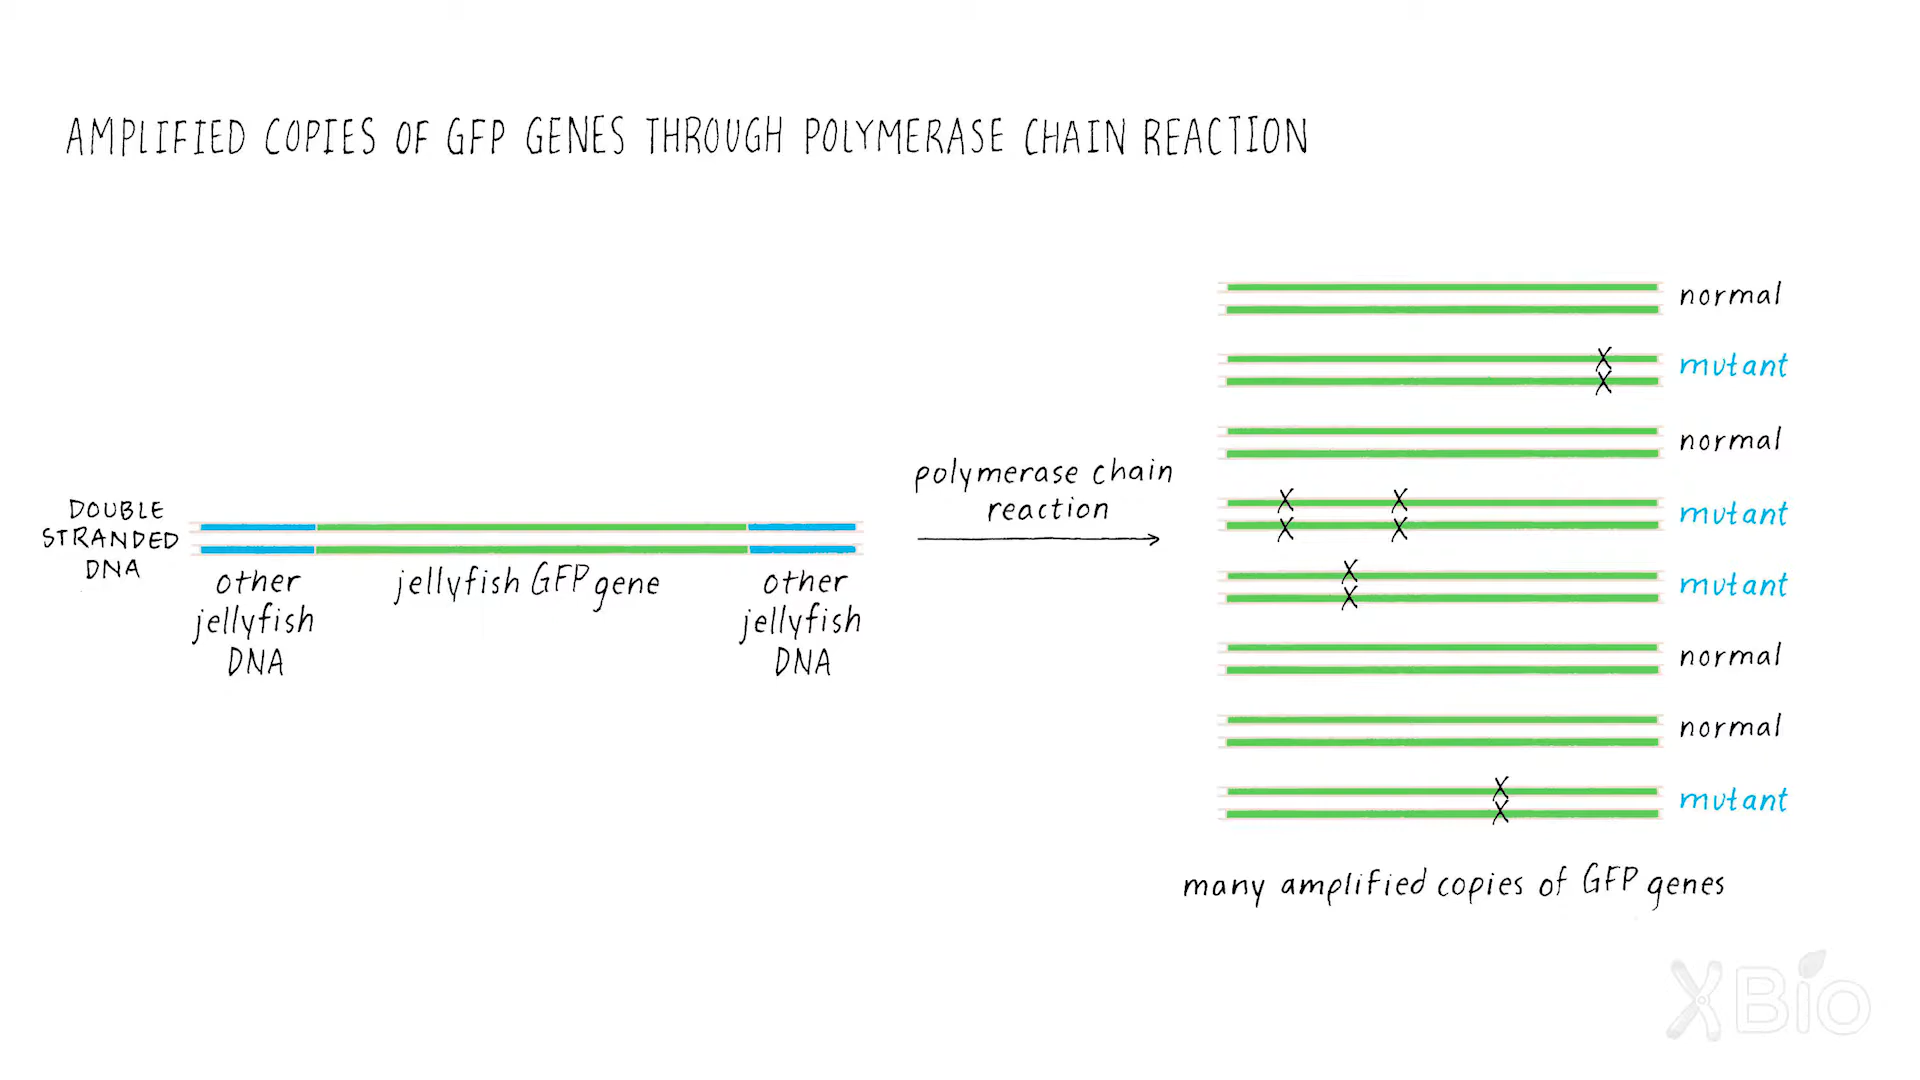 AMPLIFIED COPIES OF GFP GENES THROUGH POLYMERASE CHAIN REACTION
DOUBLE
STRANDED
DNA
other
jellyfish
DNA
jellyfish GFP gene
other
jellyfish
DNA
polymerase chain
reaction
normal
mutant
normal
mutant
mutant
normal
normal
mutant
many amplified copies of GFP genes
XBio